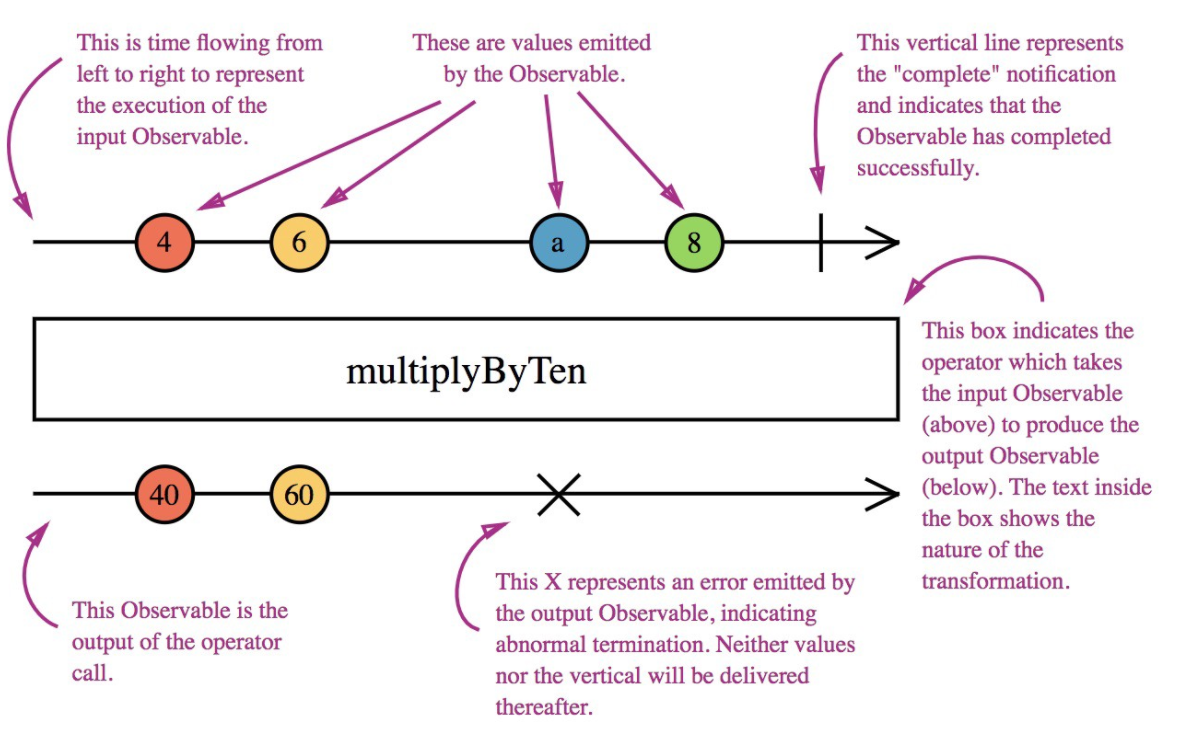 This is time flowing from
left to right to represent
the execution of the
input Observable.
These are values emitted
by the Observable.
This vertical line represents
the "complete" notification
and indicates that the
Observable has completed
successfully.
4
6
a
8
multiplyByTen
This box indicates the
operator which takes
the input Observable
(above) to produce the
output Observable
(below). The text inside
the box shows the
nature of the
transformation.
40
60
This Observable is the
output of the operator
call.
This X represents an error emitted by
the output Observable, indicating
abnormal termination. Neither values
nor the vertical will be delivered
thereafter.